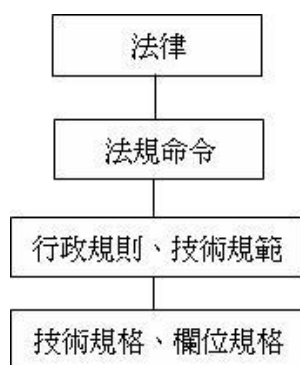 法律
法規命令
行政規則、技術規範
技術規格、欄位規格